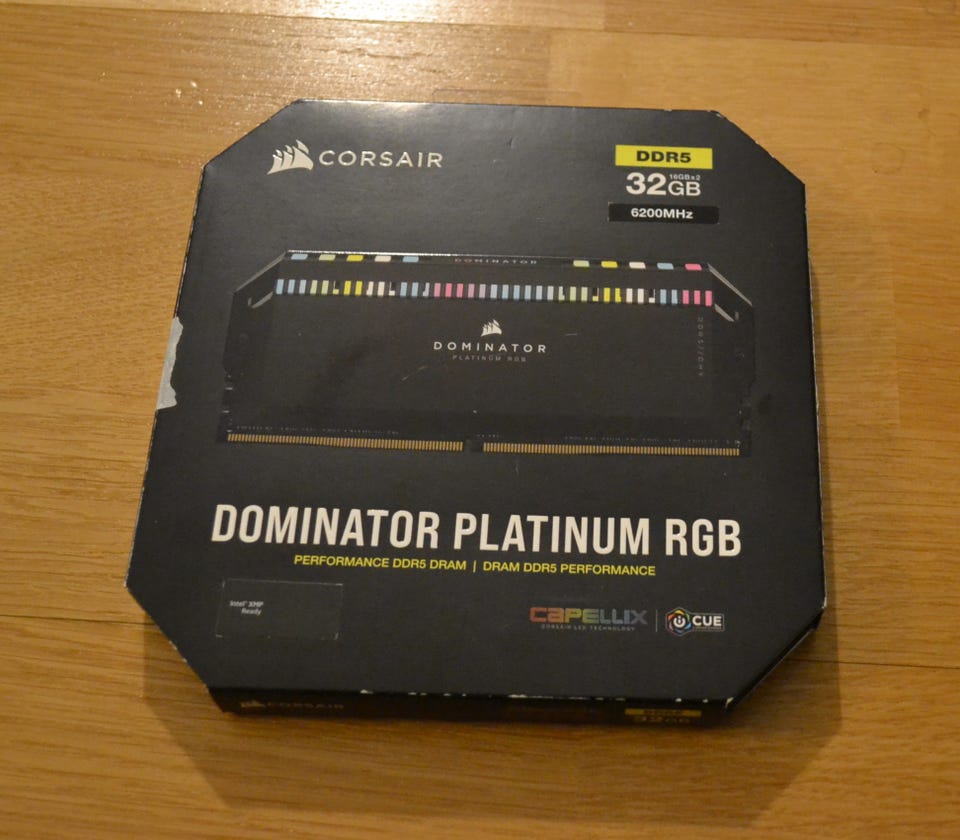 CORSAIR
DDR5
32GB 16GBx2
6200MHz
DOMINATOR
DOMINATOR
PLATINUM RGB
DOMINATOR PLATINUM RGB
PERFORMANCE DDR5 DRAM | DRAM DDR5 PERFORMANCE
Intel® XMP
Ready
CAPELLIX
CORSAIR LED TECHNOLOGY
iCUE
CORSAIR
32GB